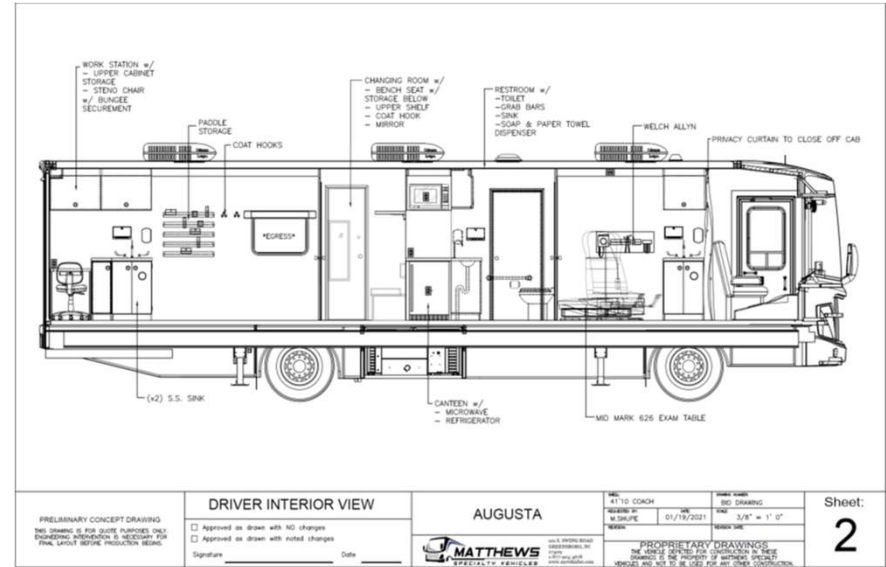 WORK STATION w/
- UPPER CABINET
STORAGE
- STENO CHAIR
w/ BUNGEE
SECUREMENT
PADDLE
STORAGE
COAT HOOKS
CHANGING ROOM w/
- BENCH SEAT w/
STORAGE BELOW
- UPPER SHELF
- COAT HOOK
- MIRROR
RESTROOM w/
-TOILET
-GRAB BARS
-SINK
-SOAP & PAPER TOWEL
DISPENSER
WELCH ALLYN
PRIVACY CURTAIN TO CLOSE OFF CAB
*EGRESS*
(x2) S.S. SINK
CANTEEN w/
- MICROWAVE
- REFRIGERATOR
MID MARK 626 EXAM TABLE
PRELIMINARY CONCEPT DRAWING
THIS DRAWING IS FOR QUOTE PURPOSES ONLY.
ENGINEERING INTERVENTION IS NECESSARY FOR
FINAL LAYOUT BEFORE PRODUCTION BEGINS.
DRIVER INTERIOR VIEW
Approved as drawn with NO changes
Approved as drawn with noted changes
Signature Date
AUGUSTA
MATTHEWS
SPECIALTY VEHICLES
41'10 COACH
BID DRAWING
M.SHUPE
01/19/2021
3/8" = 1' 0"
PROPRIETARY DRAWINGS
THE VEHICLE DEPICTED FOR CONSTRUCTION IN THESE
DRAWINGS IS THE PROPERTY OF MATTHEWS SPECIALTY
VEHICLES AND NOT TO BE USED FOR ANY OTHER CONSTRUCTION.
Sheet:
2